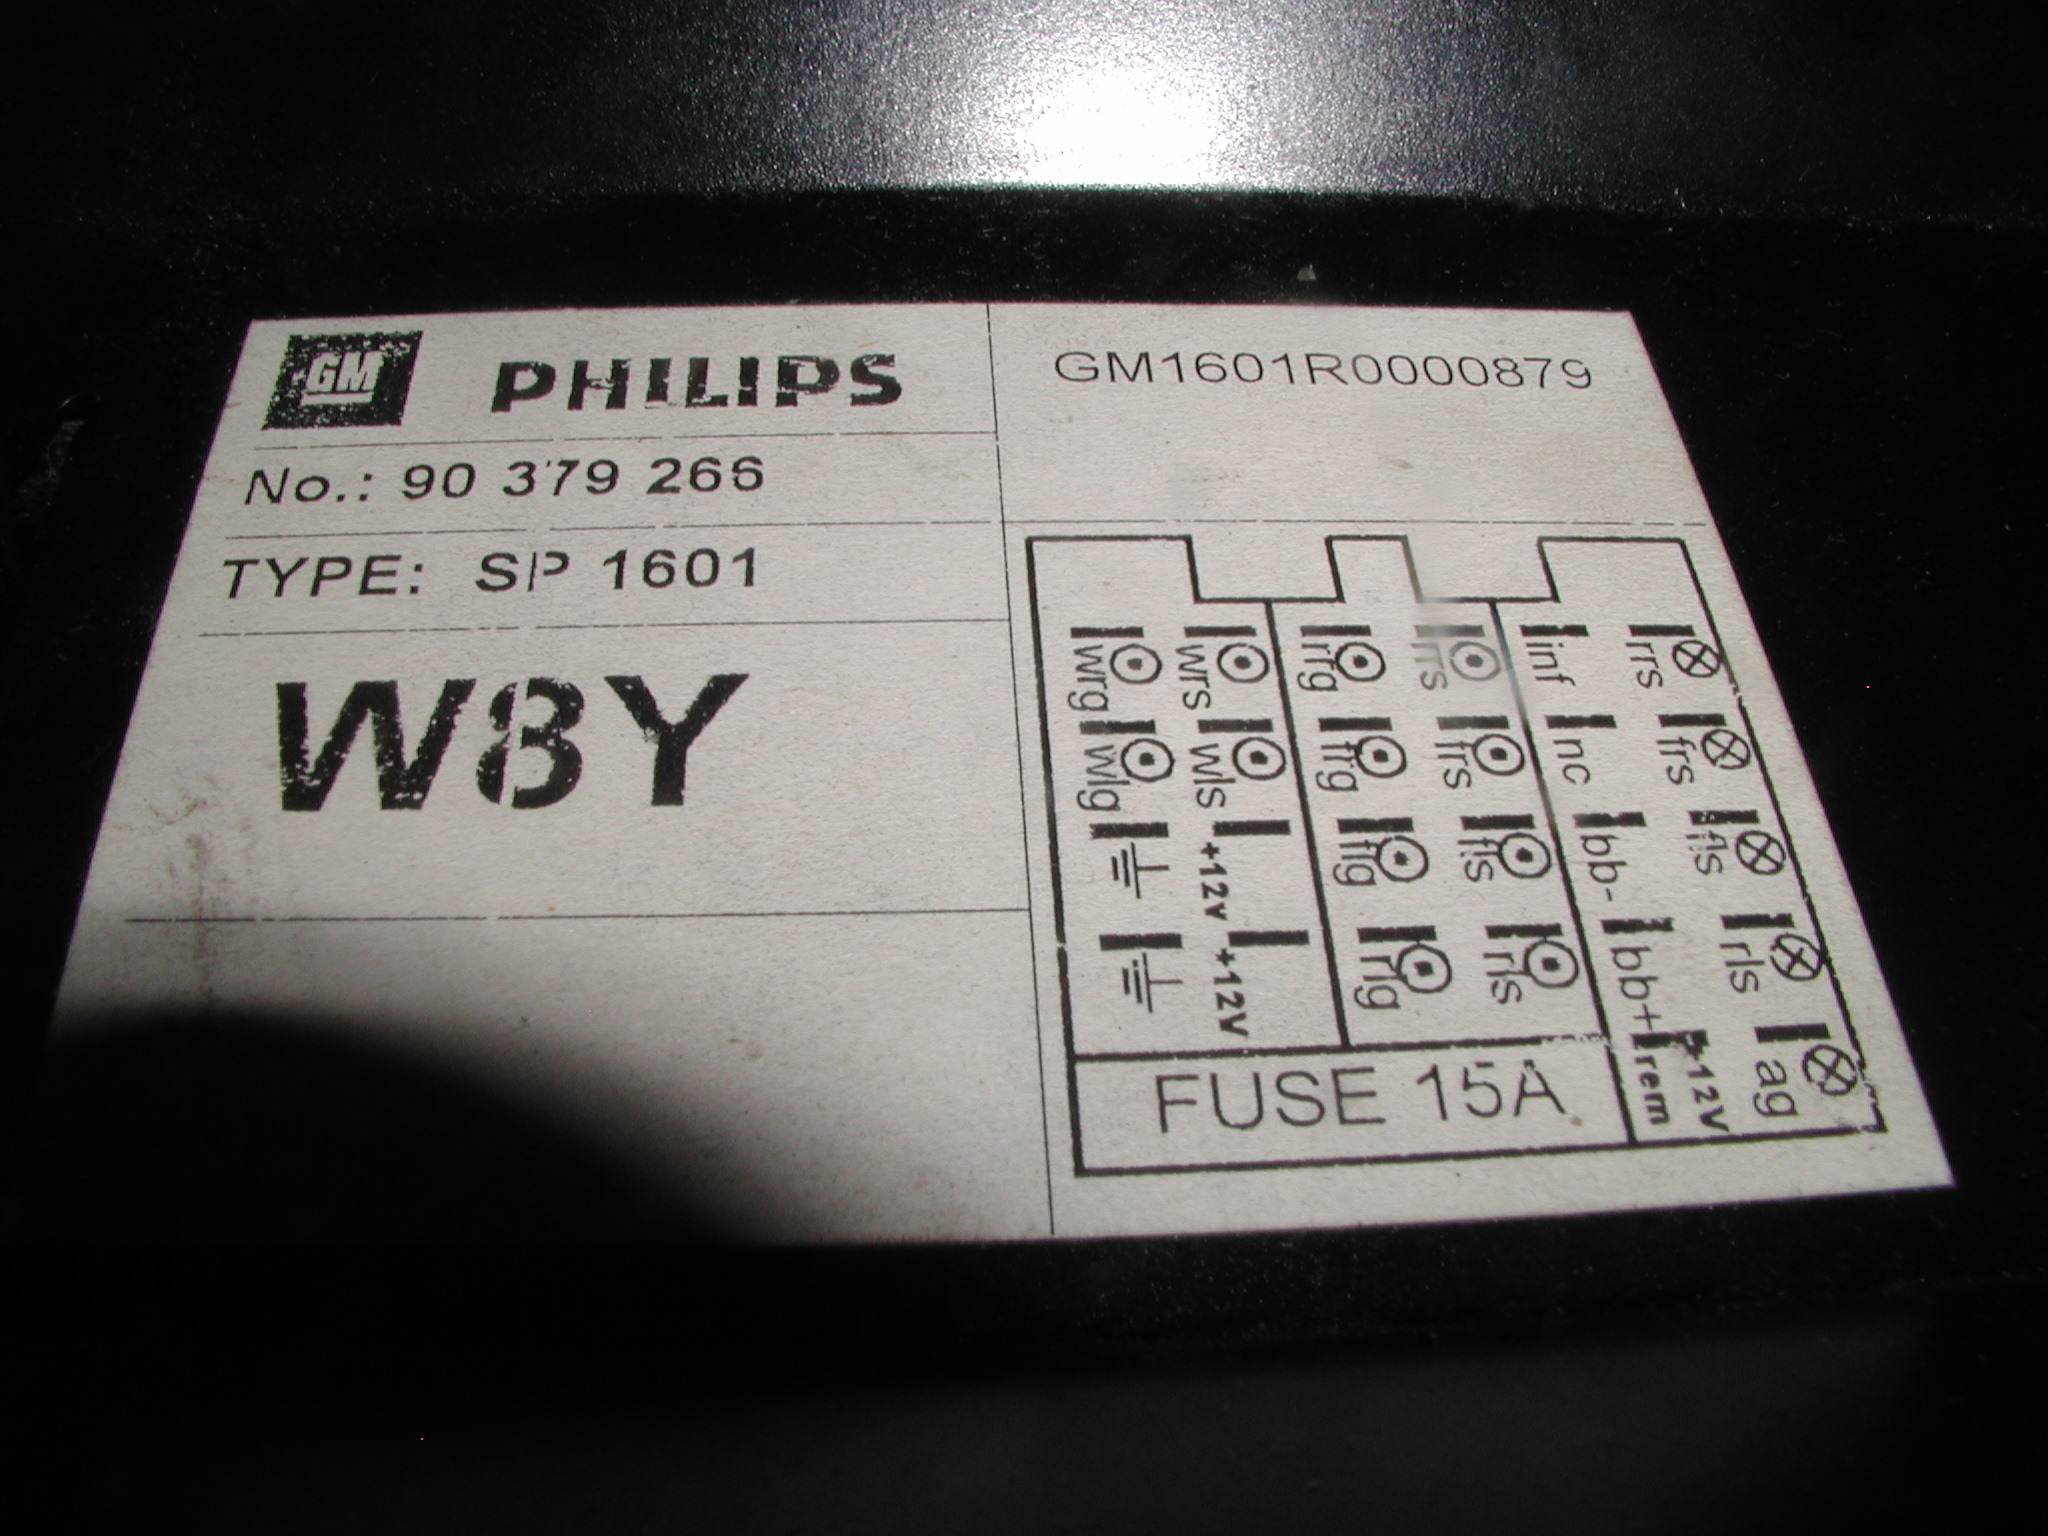 GM PHILIPS
No.: 90 379 266
TYPE: SP 1601
W8Y
GM1601R0000879
wrg wrs rrg rrs inf rrs
wlg wls frg frs nc frs
+12v flg fls bb- fls
+12V rlg rls bb+ rls
rem +12V ag
FUSE 15A